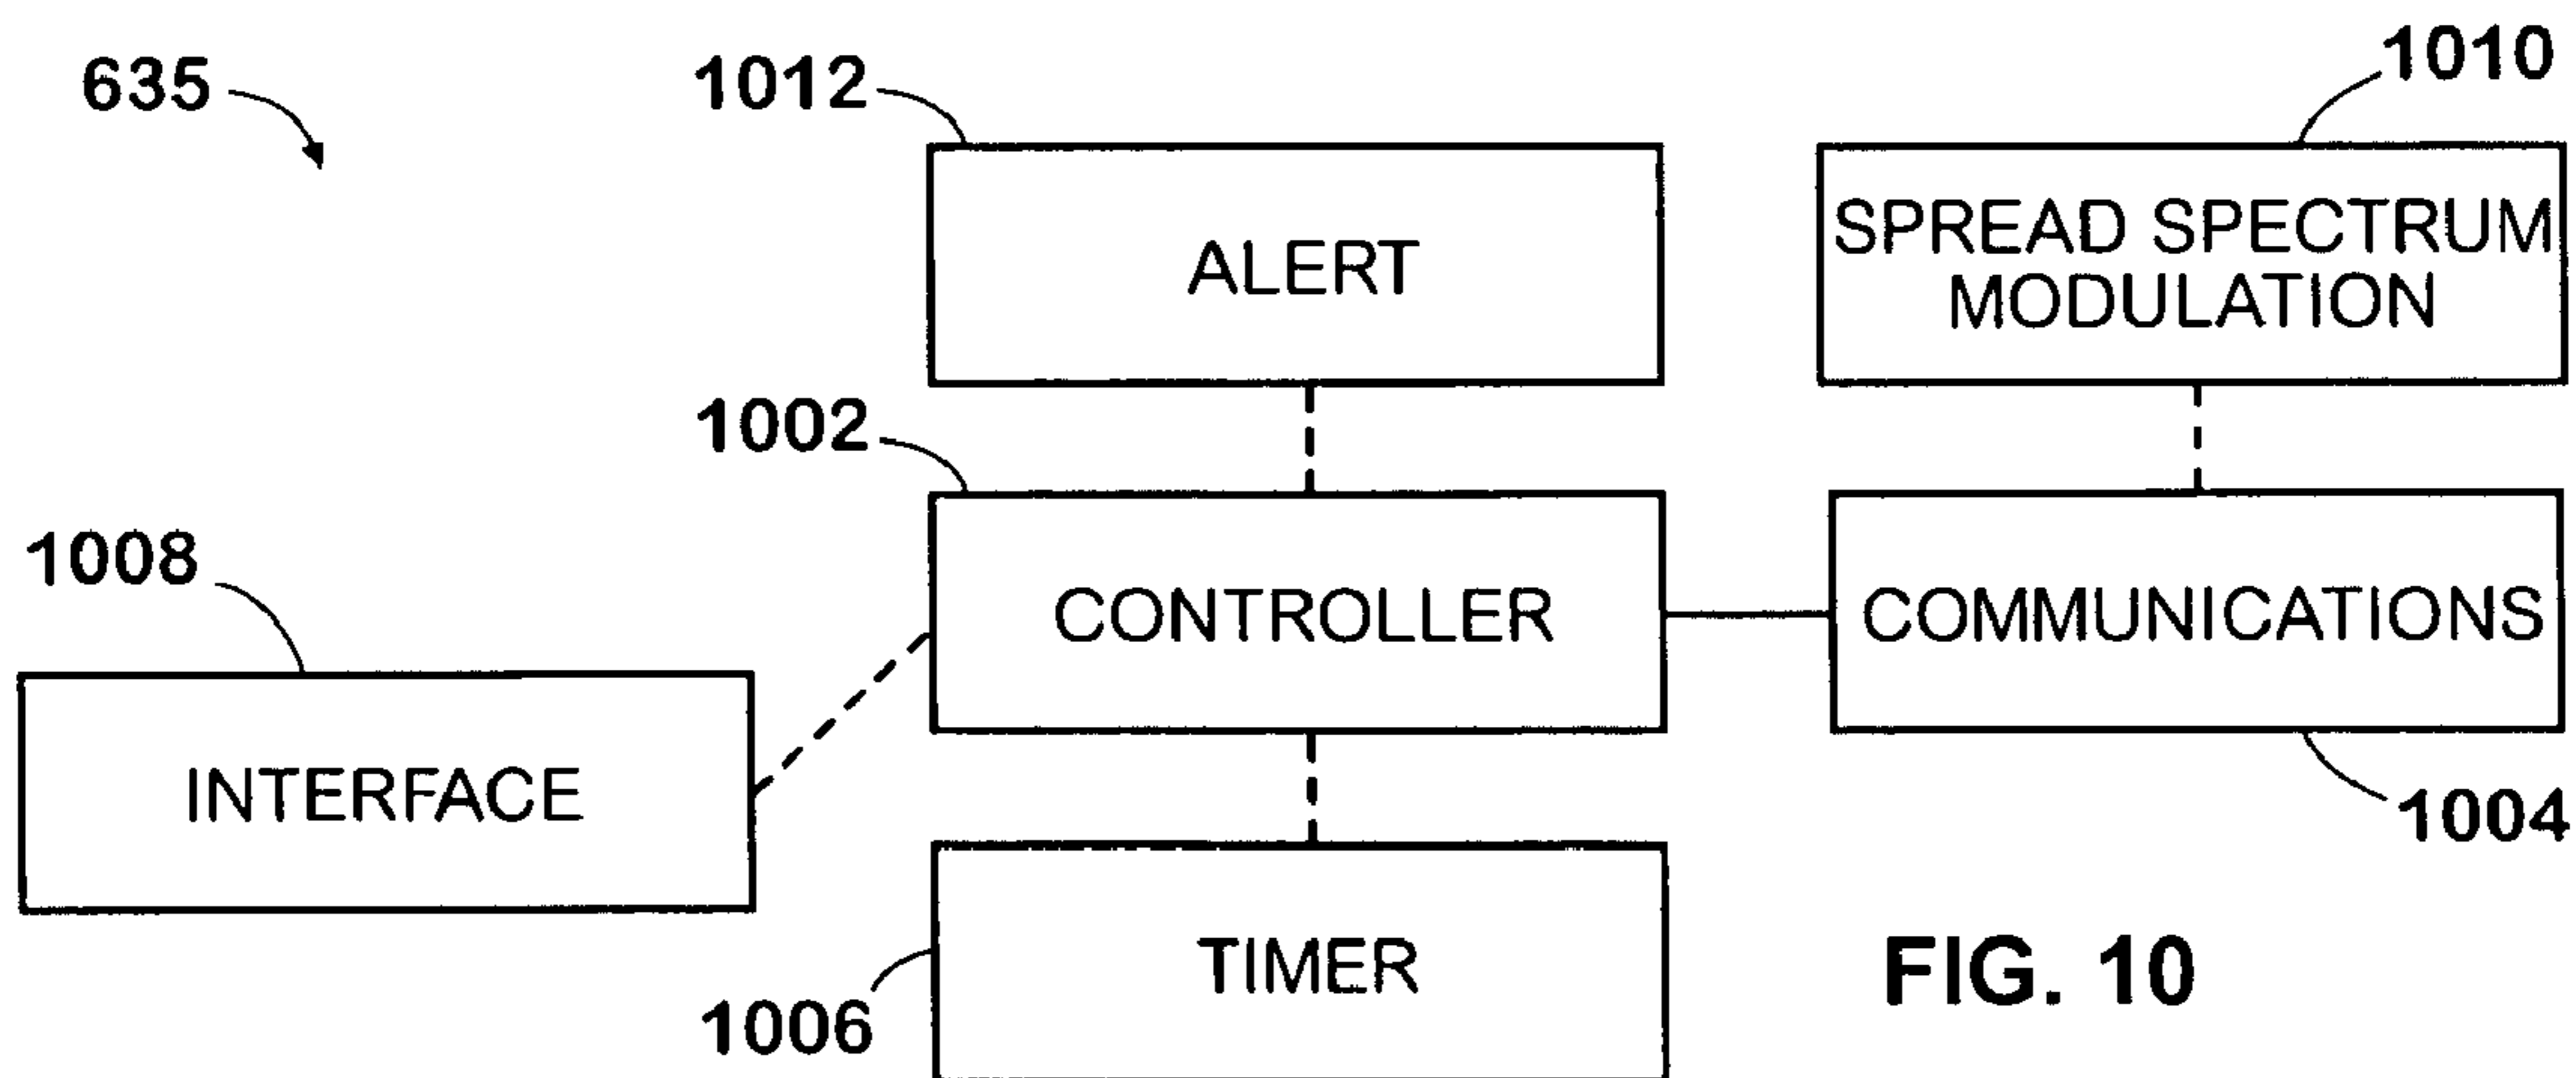 635
1012
1010
ALERT
SPREAD SPECTRUM
MODULATION
1002
CONTROLLER
COMMUNICATIONS
1008
INTERFACE
1004
TIMER
1006
FIG. 10